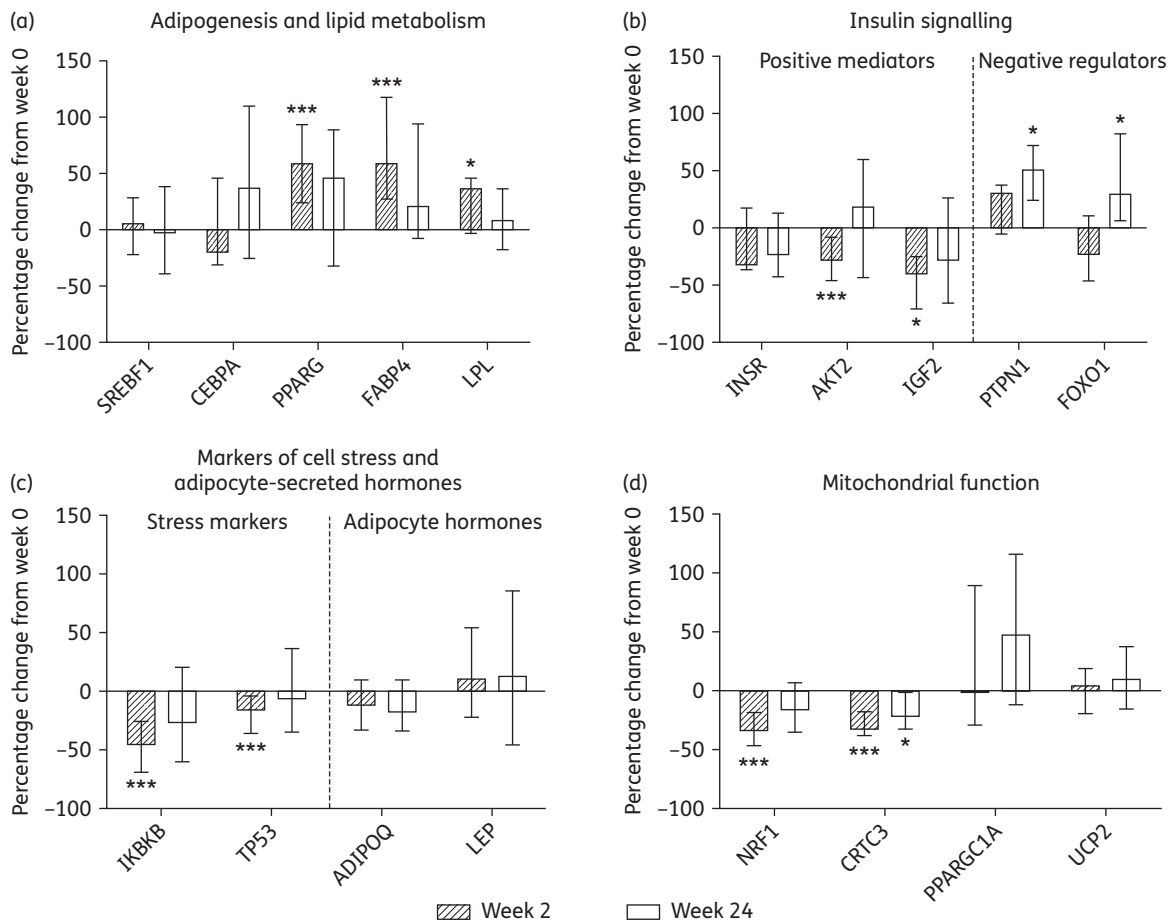 (a) Adipogenesis and lipid metabolism
Percentage change from week 0
150
100
50
0
−50
−100
***
***
*
SREBF1
CEBPA
PPARG
FABP4
LPL
(b) Insulin signalling
Positive mediators
Negative regulators
Percentage change from week 0
150
100
50
0
−50
−100
***
*
*
*
INSR
AKT2
IGF2
PTPN1
FOXO1
(c) Markers of cell stress and
adipocyte-secreted hormones
Stress markers
Adipocyte hormones
Percentage change from week 0
150
100
50
0
−50
−100
***
***
IKBKB
TP53
ADIPOQ
LEP
(d) Mitochondrial function
Percentage change from week 0
150
100
50
0
−50
−100
***
***
*
NRF1
CRTC3
PPARGC1A
UCP2
Week 2
Week 24